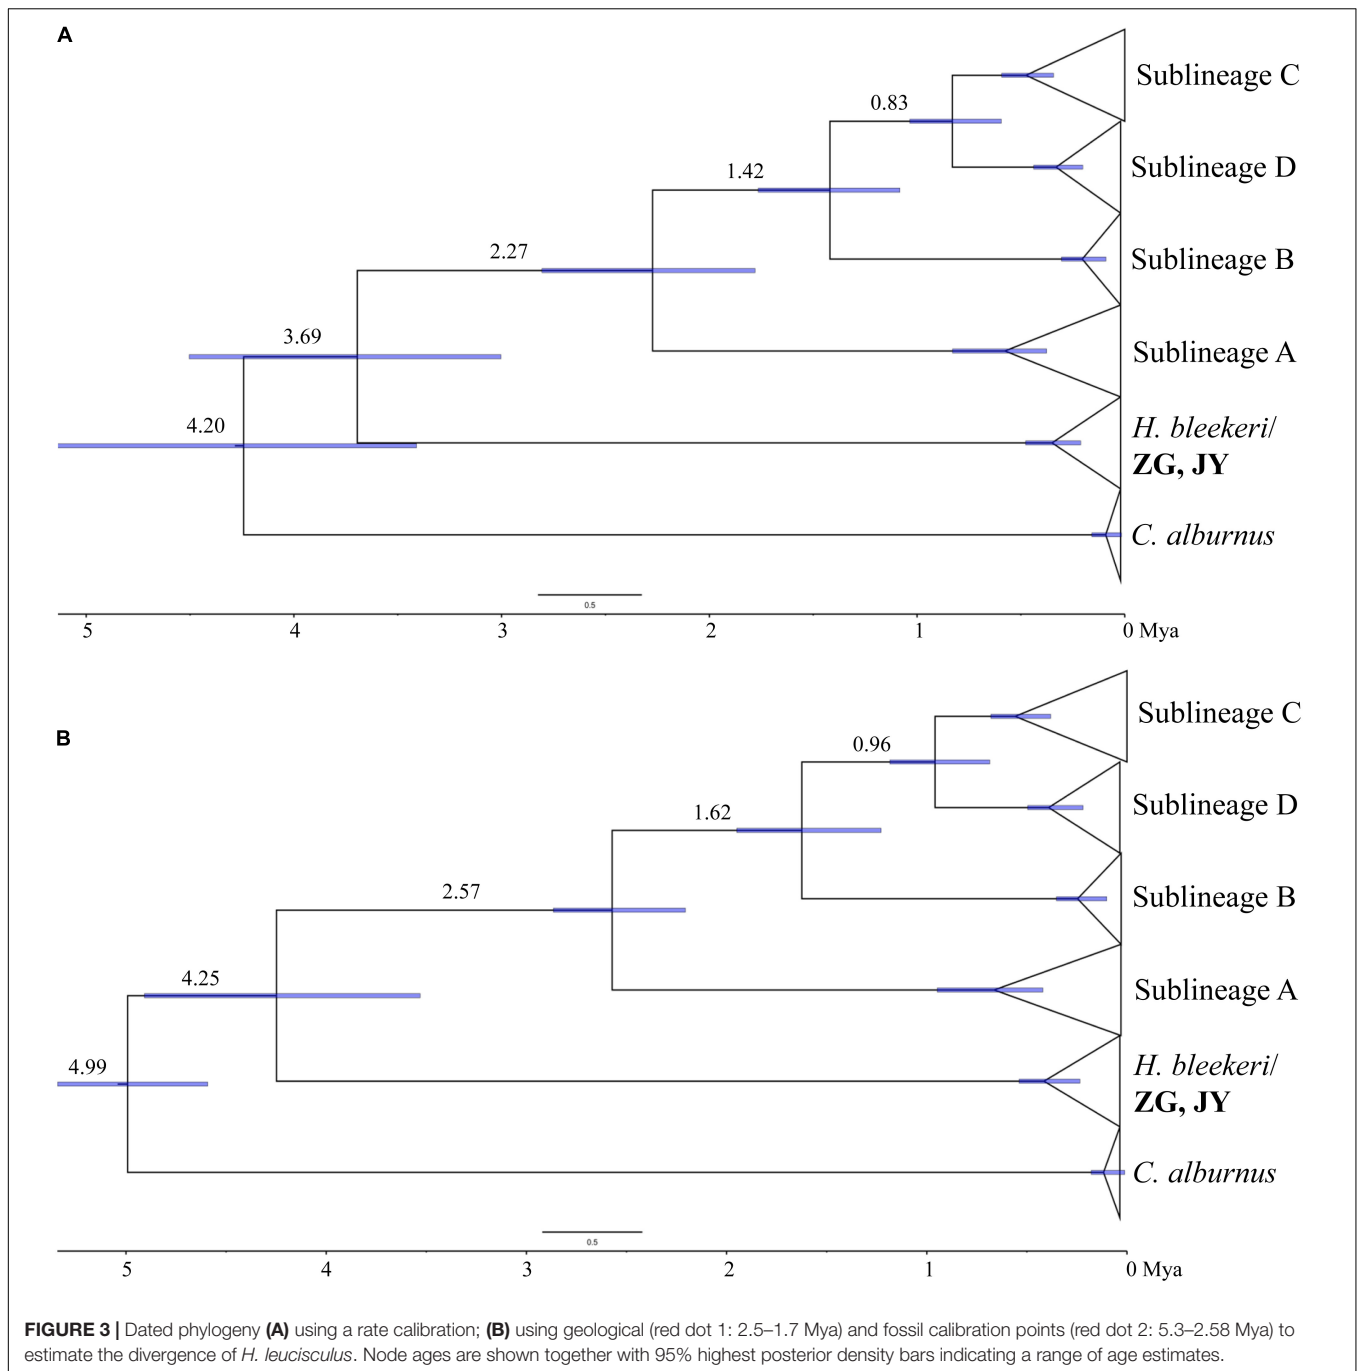 A
Sublineage C
0.83
Sublineage D
1.42
Sublineage B
2.27
3.69
Sublineage A
4.20
H. bleekeri/
ZG, JY
C. alburnus
0.5
5 4 3 2 1 0 Mya
B
Sublineage C
0.96
Sublineage D
1.62
Sublineage B
2.57
4.25
Sublineage A
4.99
H. bleekeri/
ZG, JY
C. alburnus
0.5
5 4 3 2 1 0 Mya
FIGURE 3 | Dated phylogeny (A) using a rate calibration; (B) using geological (red dot 1: 2.5–1.7 Mya) and fossil calibration points (red dot 2: 5.3–2.58 Mya) to
estimate the divergence of H. leucisculus. Node ages are shown together with 95% highest posterior density bars indicating a range of age estimates.